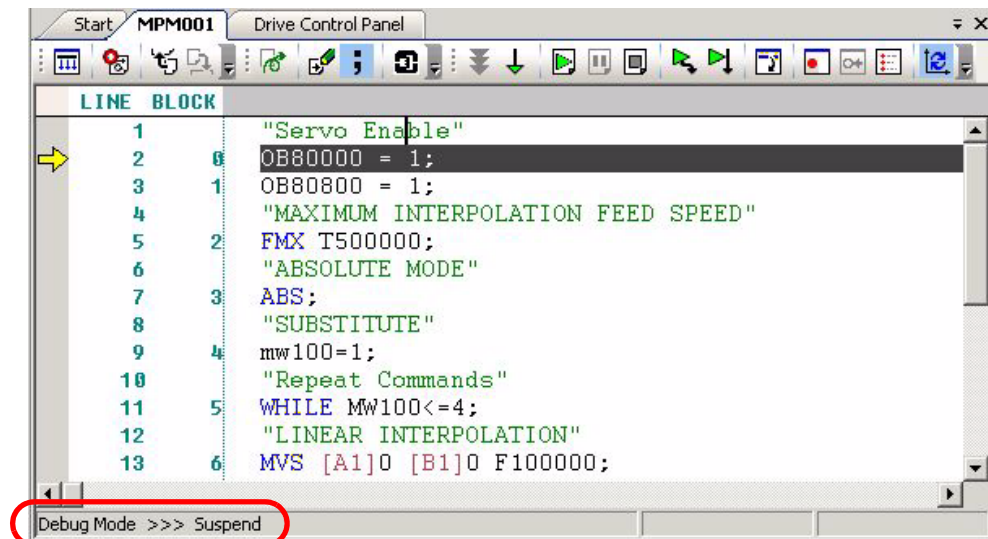 Start MPM001 Drive Control Panel
LINE BLOCK
1 "Servo Enable"
2 0 OB80000 = 1;
3 1 OB80800 = 1;
4 "MAXIMUM INTERPOLATION FEED SPEED"
5 2 FMX T500000;
6 "ABSOLUTE MODE"
7 3 ABS;
8 "SUBSTITUTE"
9 4 mw100=1;
10 "Repeat Commands"
11 5 WHILE MW100<=4;
12 "LINEAR INTERPOLATION"
13 6 MVS [A1]0 [B1]0 F100000;
Debug Mode >>> Suspend